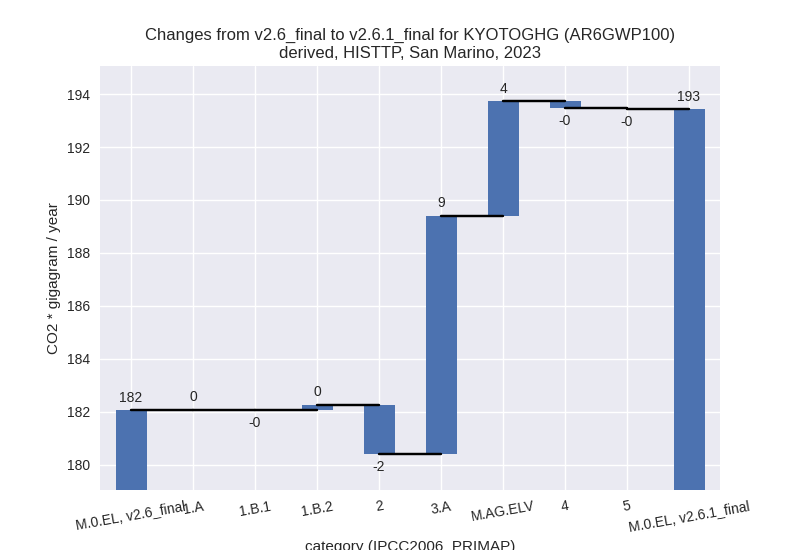 Changes from v2.6_final to v2.6.1_final for KYOTOGHG (AR6GWP100)
derived, HISTTP, San Marino, 2023
CO2 * gigagram / year
194
192
190
188
186
184
182
180
182
0
-0
0
-2
9
4
-0
-0
193
M.0.EL, v2.6_final
1.A
1.B.1
1.B.2
2
3.A
M.AG.ELV
4
5
M.0.EL, v2.6.1_final
category (IPCC2006_PRIMAP)